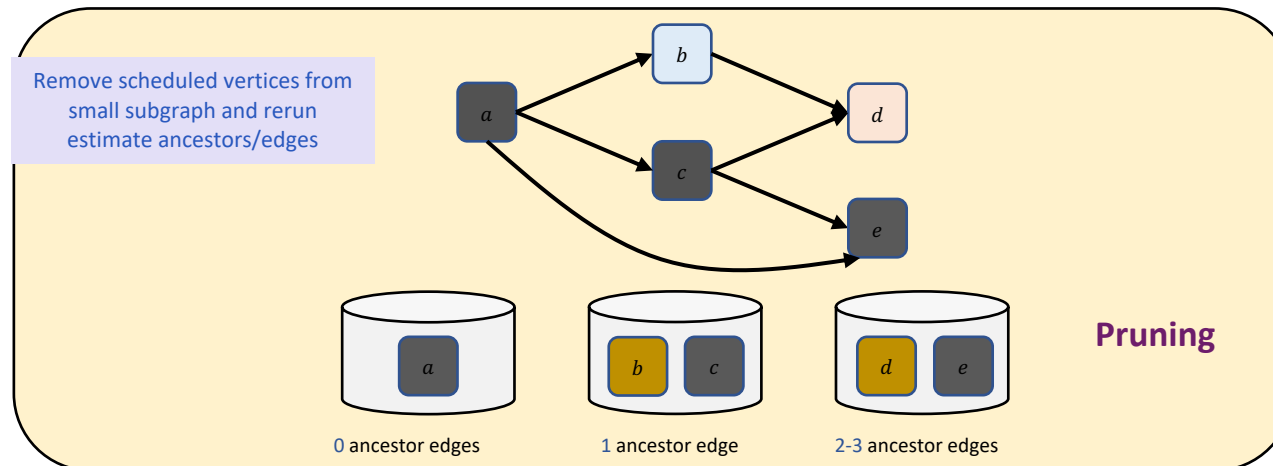 Remove scheduled vertices from
small subgraph and rerun
estimate ancestors/edges
b
a
d
c
e
a
b
c
d
e
Pruning
0 ancestor edges
1 ancestor edge
2-3 ancestor edges